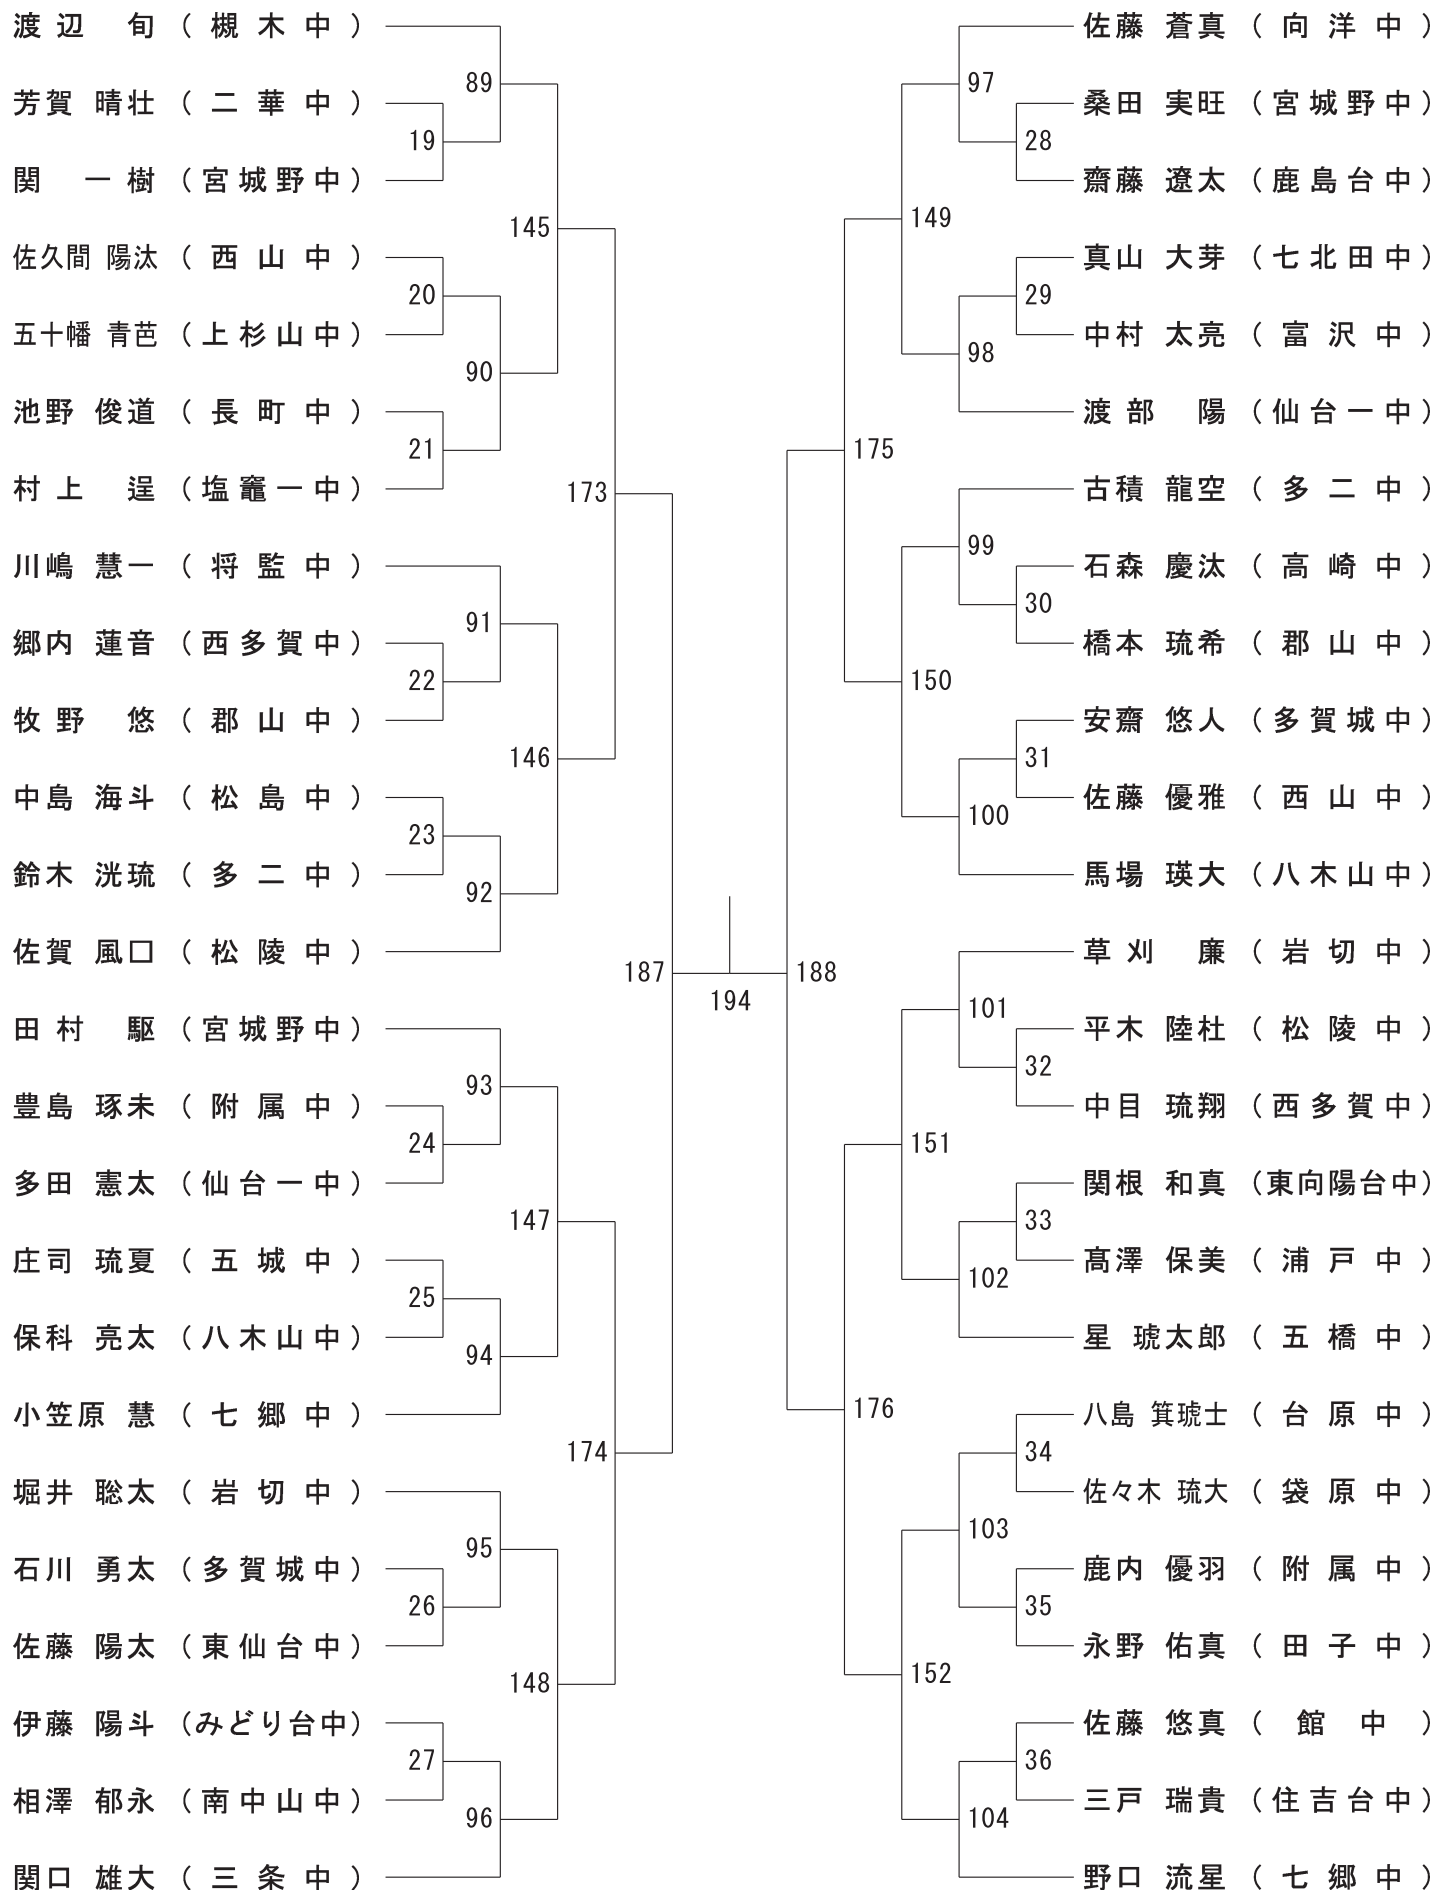 渡辺 旬 (槻木中)
89
芳賀 晴壮 (二華中)
19
関 一樹 (宮城野中)
145
佐久間 陽汰 (西山中)
20
五十幡 青芭 (上杉山中)
90
池野 俊道 (長町中)
21
村上 逞 (塩竈一中)
173
川嶋 慧一 (将監中)
91
郷内 蓮音 (西多賀中)
22
牧野 悠 (郡山中)
146
中島 海斗 (松島中)
23
鈴木 洸琉 (多二中)
92
佐賀 風口 (松陵中)
187
194
田村 駆 (宮城野中)
93
豊島 琢未 (附属中)
24
多田 憲太 (仙台一中)
147
庄司 琉夏 (五城中)
25
保科 亮太 (八木山中)
94
小笠原 慧 (七郷中)
174
堀井 聡太 (岩切中)
95
石川 勇太 (多賀城中)
26
佐藤 陽太 (東仙台中)
148
伊藤 陽斗 (みどり台中)
27
相澤 郁永 (南中山中)
96
関口 雄大 (三条中)
佐藤 蒼真 (向洋中)
97
桑田 実旺 (宮城野中)
28
齋藤 遼太 (鹿島台中)
149
真山 大芽 (七北田中)
29
中村 太亮 (富沢中)
98
渡部 陽 (仙台一中)
175
古積 龍空 (多二中)
99
石森 慶汰 (高崎中)
30
橋本 琉希 (郡山中)
150
安齋 悠人 (多賀城中)
31
佐藤 優雅 (西山中)
100
馬場 瑛大 (八木山中)
188
草刈 廉 (岩切中)
101
平木 陸杜 (松陵中)
32
中目 琉翔 (西多賀中)
151
関根 和真 (東向陽台中)
33
髙澤 保美 (浦戸中)
102
星 琥太郎 (五橋中)
176
八島 箕琥士 (台原中)
34
佐々木 琉大 (袋原中)
103
鹿内 優羽 (附属中)
35
永野 佑真 (田子中)
152
佐藤 悠真 (館中)
36
三戸 瑞貴 (住吉台中)
104
野口 流星 (七郷中)